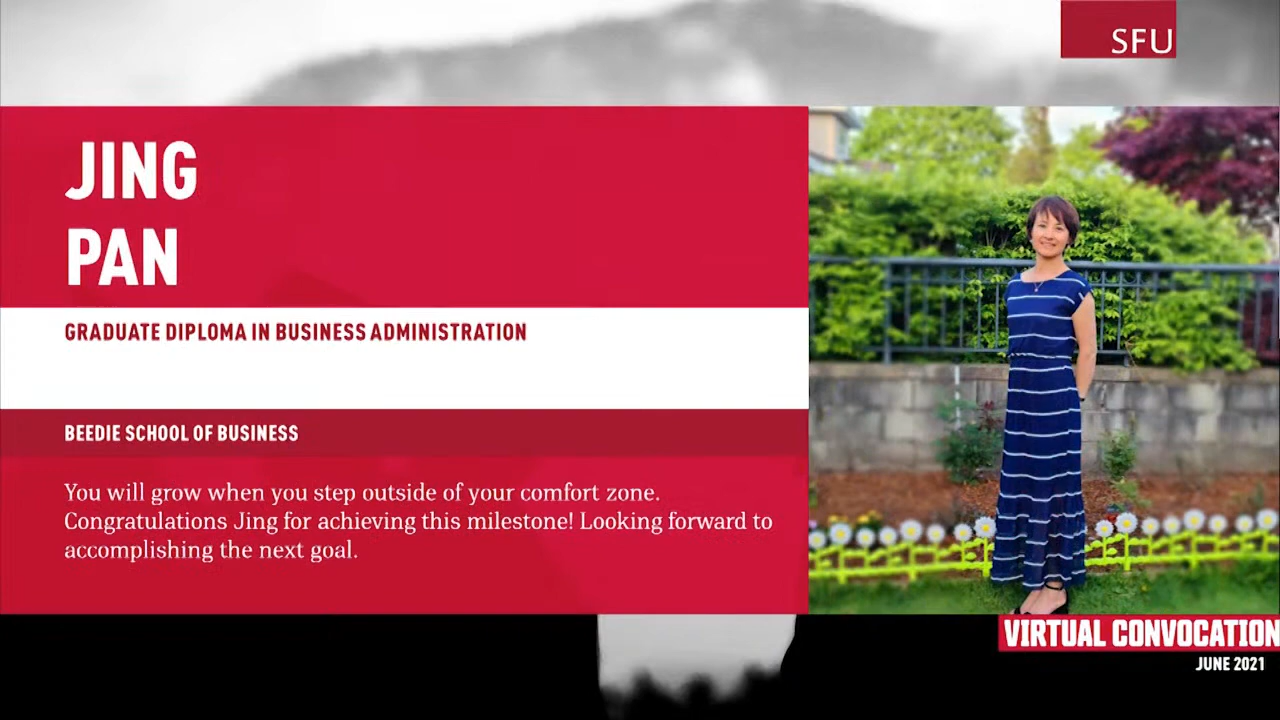 SFU
JING
PAN
GRADUATE DIPLOMA IN BUSINESS ADMINISTRATION
BEEDIE SCHOOL OF BUSINESS
You will grow when you step outside of your comfort zone.
Congratulations Jing for achieving this milestone! Looking forward to
accomplishing the next goal.
VIRTUAL CONVOCATION
JUNE 2021